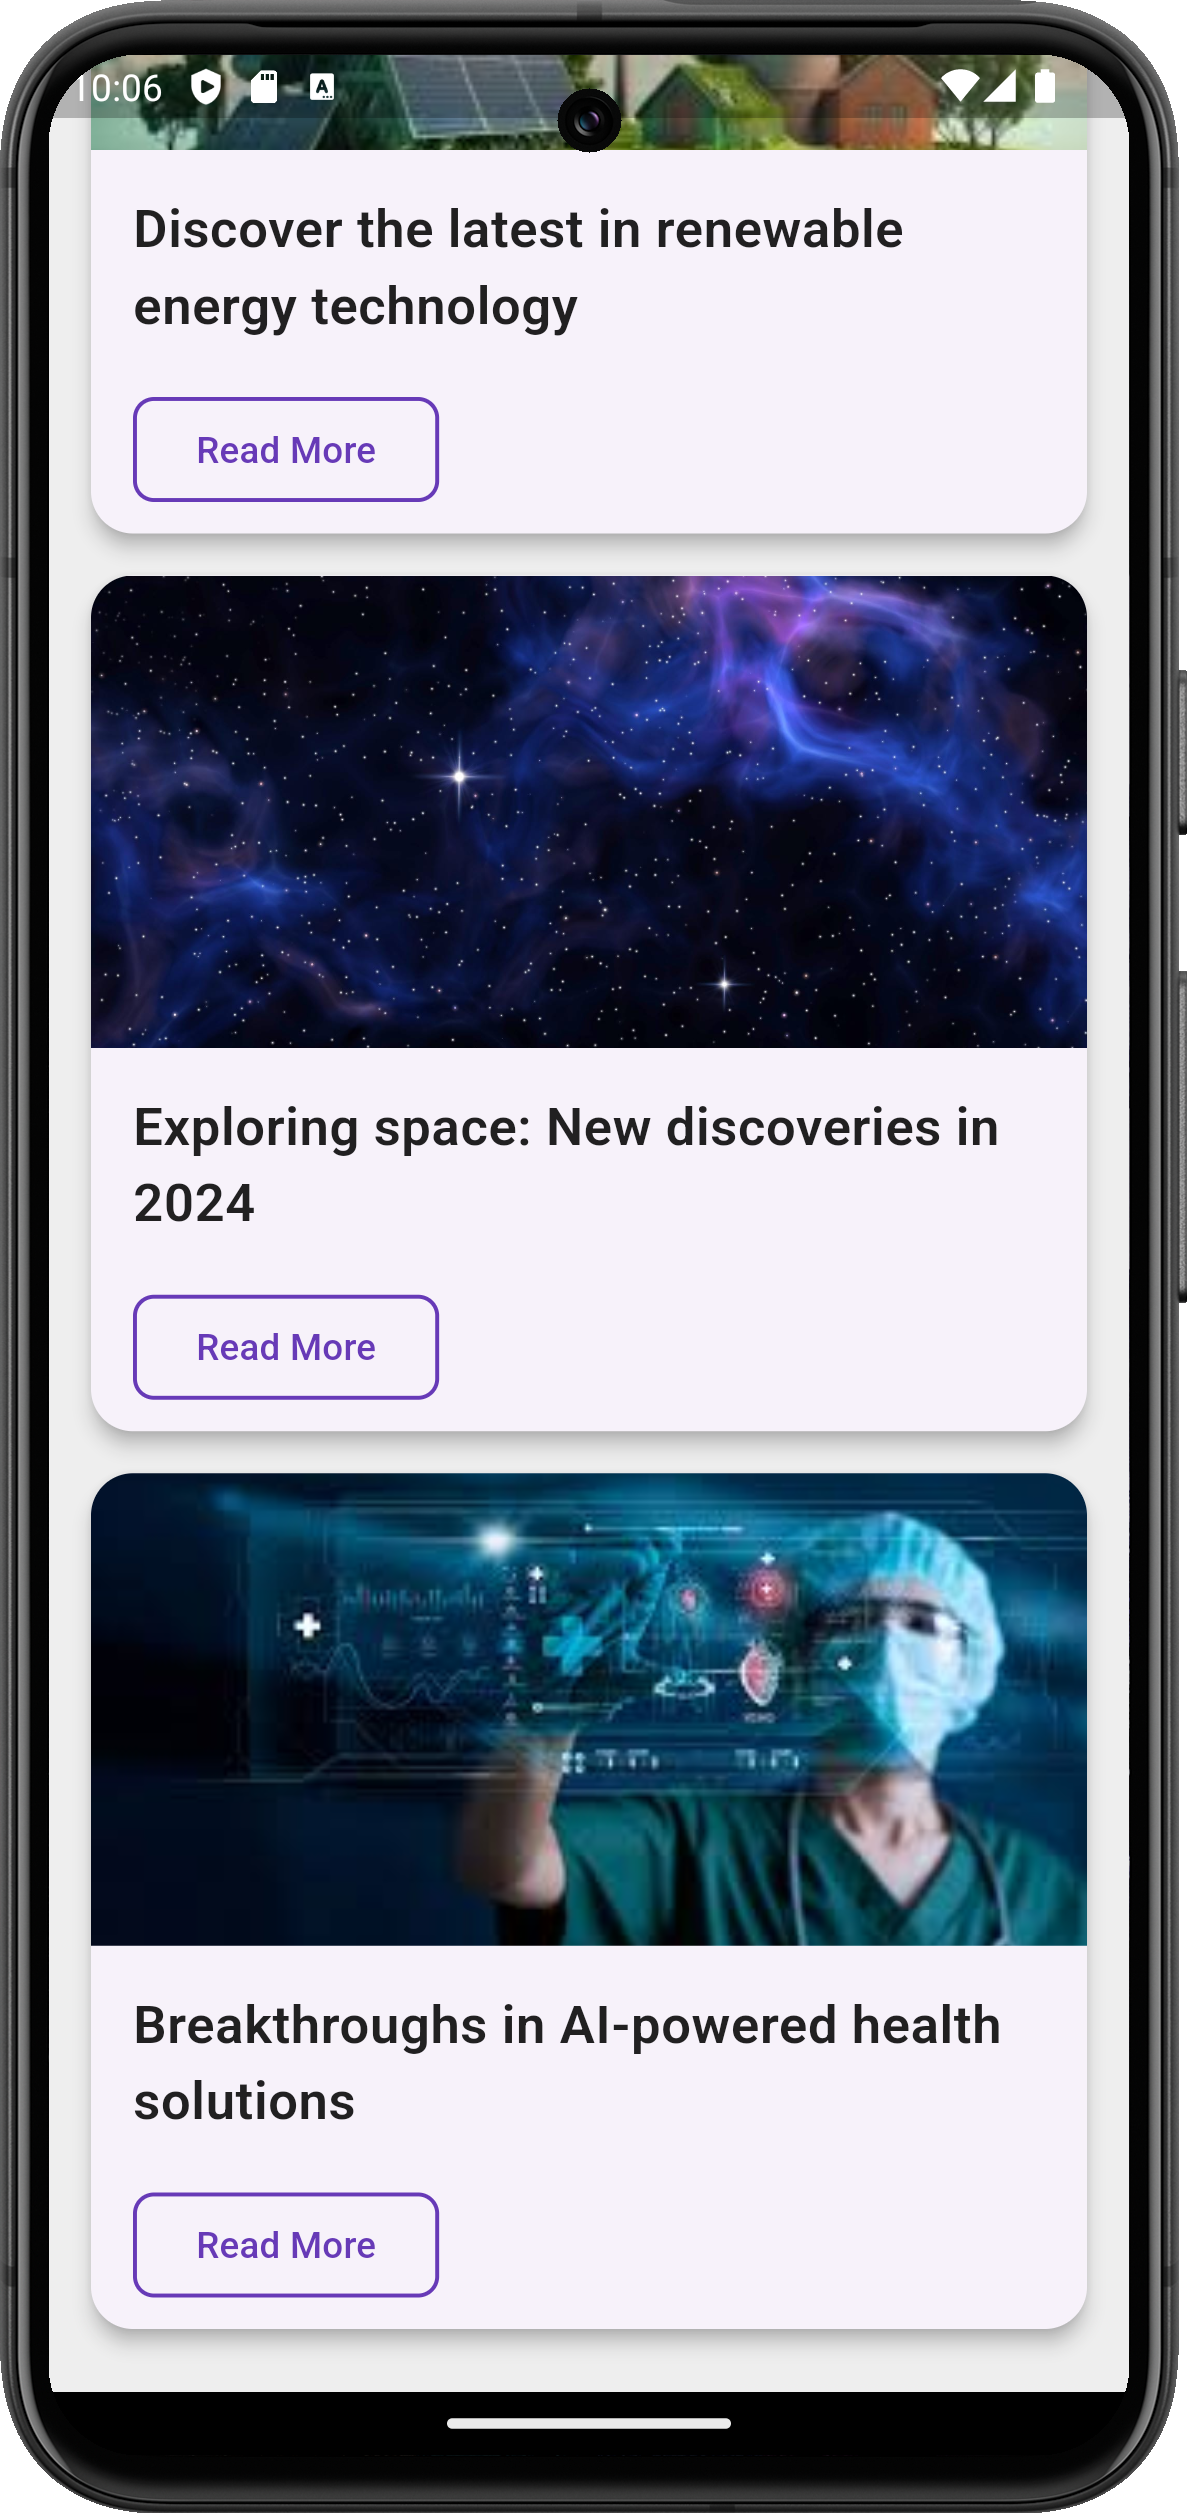 10:06
Discover the latest in renewable
energy technology
Read More
Exploring space: New discoveries in
2024
Read More
Breakthroughs in AI-powered health
solutions
Read More